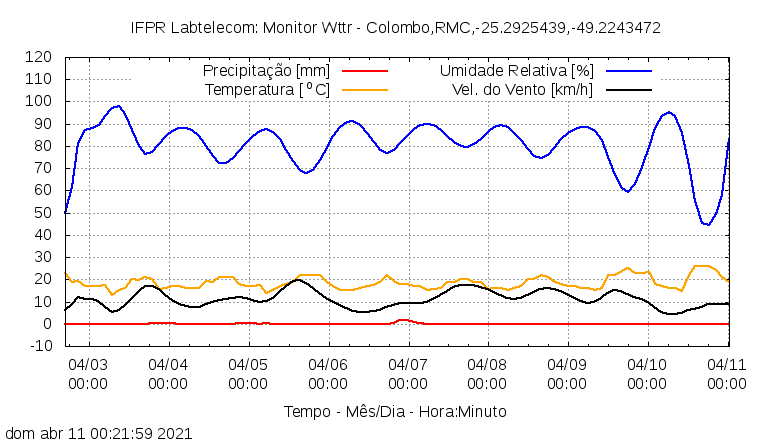 IFPR Labtelecom: Monitor Wttr - Colombo,RMC,-25.2925439,-49.2243472
Precipitação [mm]
Temperatura [⁰C]
Umidade Relativa [%]
Vel. do Vento [km/h]
120
110
100
90
80
70
60
50
40
30
20
10
0
-10
04/03 04/04 04/05 04/06 04/07 04/08 04/09 04/10 04/11
00:00 00:00 00:00 00:00 00:00 00:00 00:00 00:00 00:00
Tempo - Mês/Dia - Hora:Minuto
dom abr 11 00:21:59 2021